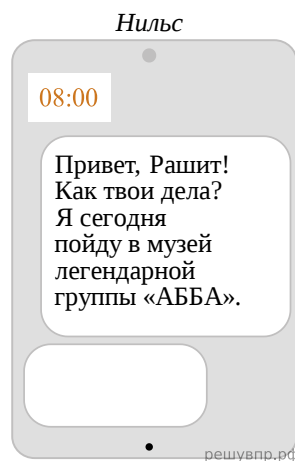 Нильс
08:00
Привет, Рашит!
Как твои дела?
Я сегодня
пойду в музей
легендарной
группы «АББА».
решувпр.рф